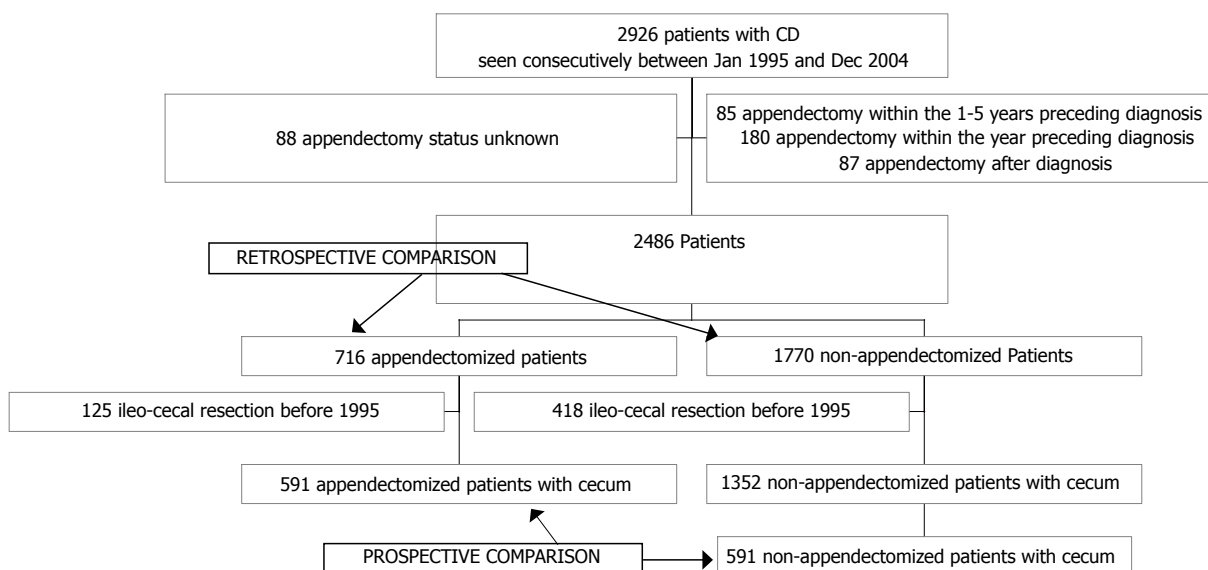 2926 patients with CD
seen consecutively between Jan 1995 and Dec 2004
88 appendectomy status unknown
85 appendectomy within the 1-5 years preceding diagnosis
180 appendectomy within the year preceding diagnosis
87 appendectomy after diagnosis
2486 Patients
RETROSPECTIVE COMPARISON
716 appendectomized patients
1770 non-appendectomized Patients
125 ileo-cecal resection before 1995
418 ileo-cecal resection before 1995
591 appendectomized patients with cecum
1352 non-appendectomized patients with cecum
PROSPECTIVE COMPARISON
591 non-appendectomized patients with cecum